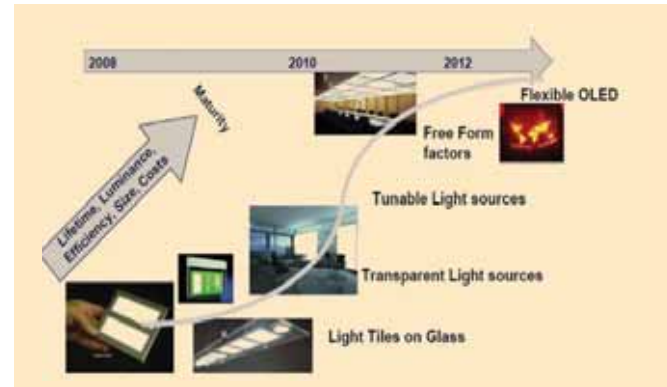 2008 2010 2012
Maturity
Flexible OLED
Free Form
factors
Lifetime, Luminance,
Efficiency, Size, Costs
Tunable Light sources
Transparent Light sources
Light Tiles on Glass